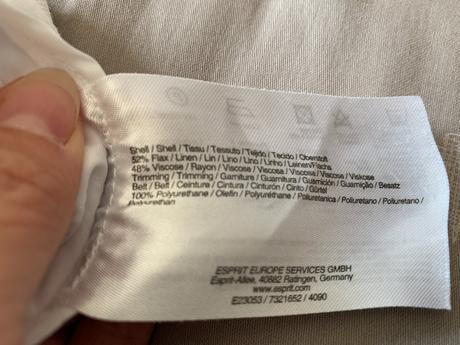 Shell / Shell / Tissu / Tessuto / Tejido / Tecido / Oberstoff
52% Flax / Linen / Lin / Lino / Lino / Linho / Leinen/Flachs
48% Viscose / Rayon / Viscose / Viscosa / Viscosa / Viscose / Viskose
Trimming / Trimming / Garniture / Guarnitura / Guarnición / Guarnição / Besatz
Belt / Belt / Ceinture / Cintura / Cinturón / Cinto / Gürtel
100% Polyurethane / Olefin / Polyuréthane / Poliuretanica / Poliuretano / Poliuretano /
Polyurethan
ESPRIT EUROPE SERVICES GMBH
Esprit-Allee, 40882 Ratingen, Germany
www.esprit.com
E23053 / 7321652 / 4090